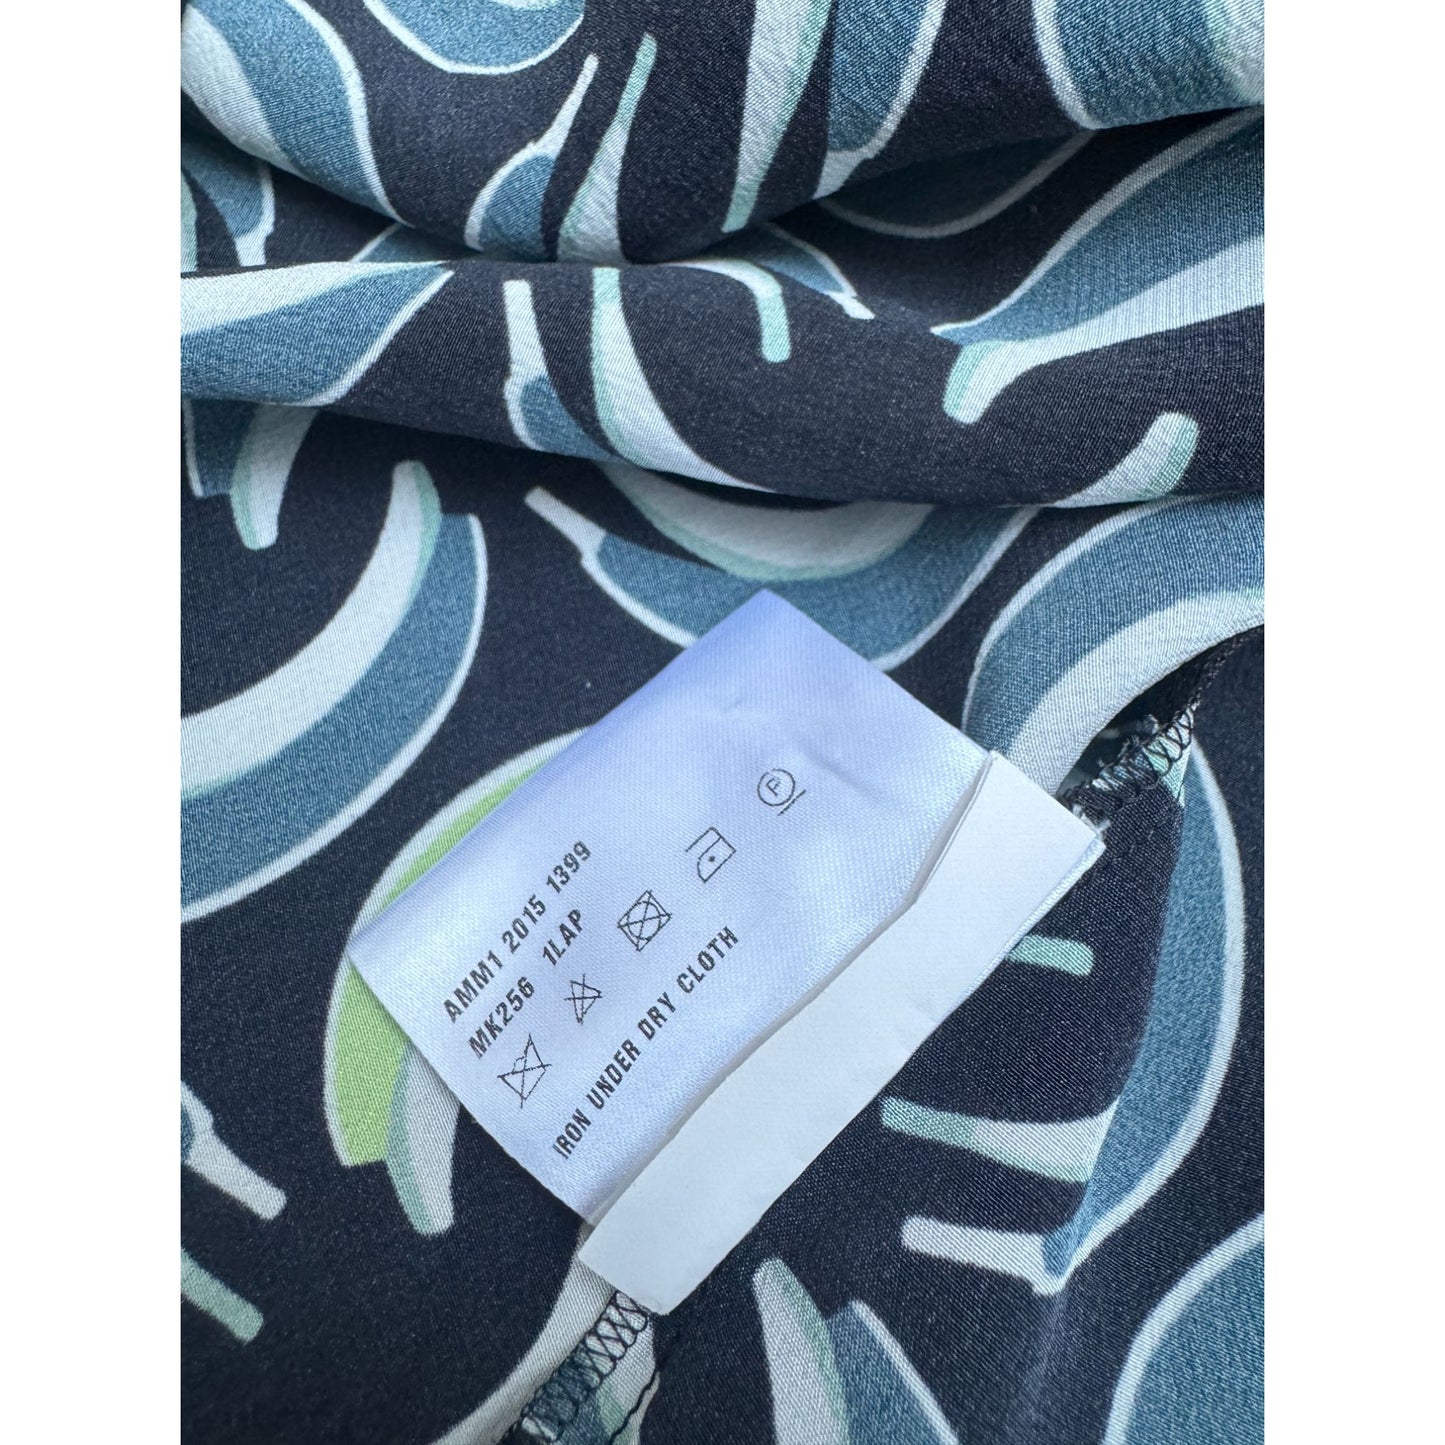 AMM1 2015 1399
MK256 1LAP
P
IRON UNDER DRY CLOTH